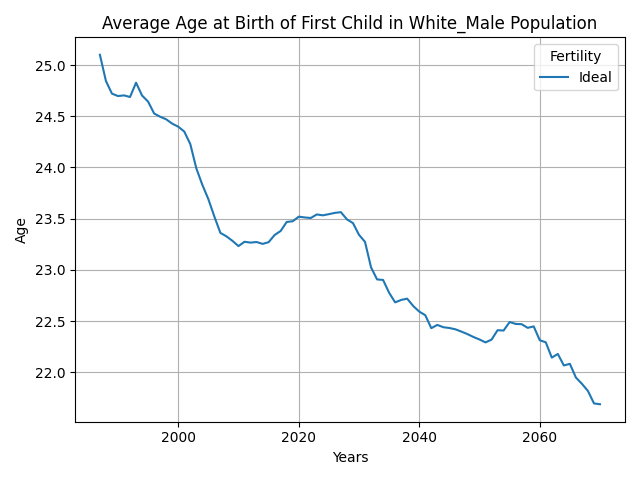 Average Age at Birth of First Child in White_Male Population
Fertility
Ideal
25.0
24.5
24.0
23.5
23.0
22.5
22.0
Age
2000
2020
2040
2060
Years